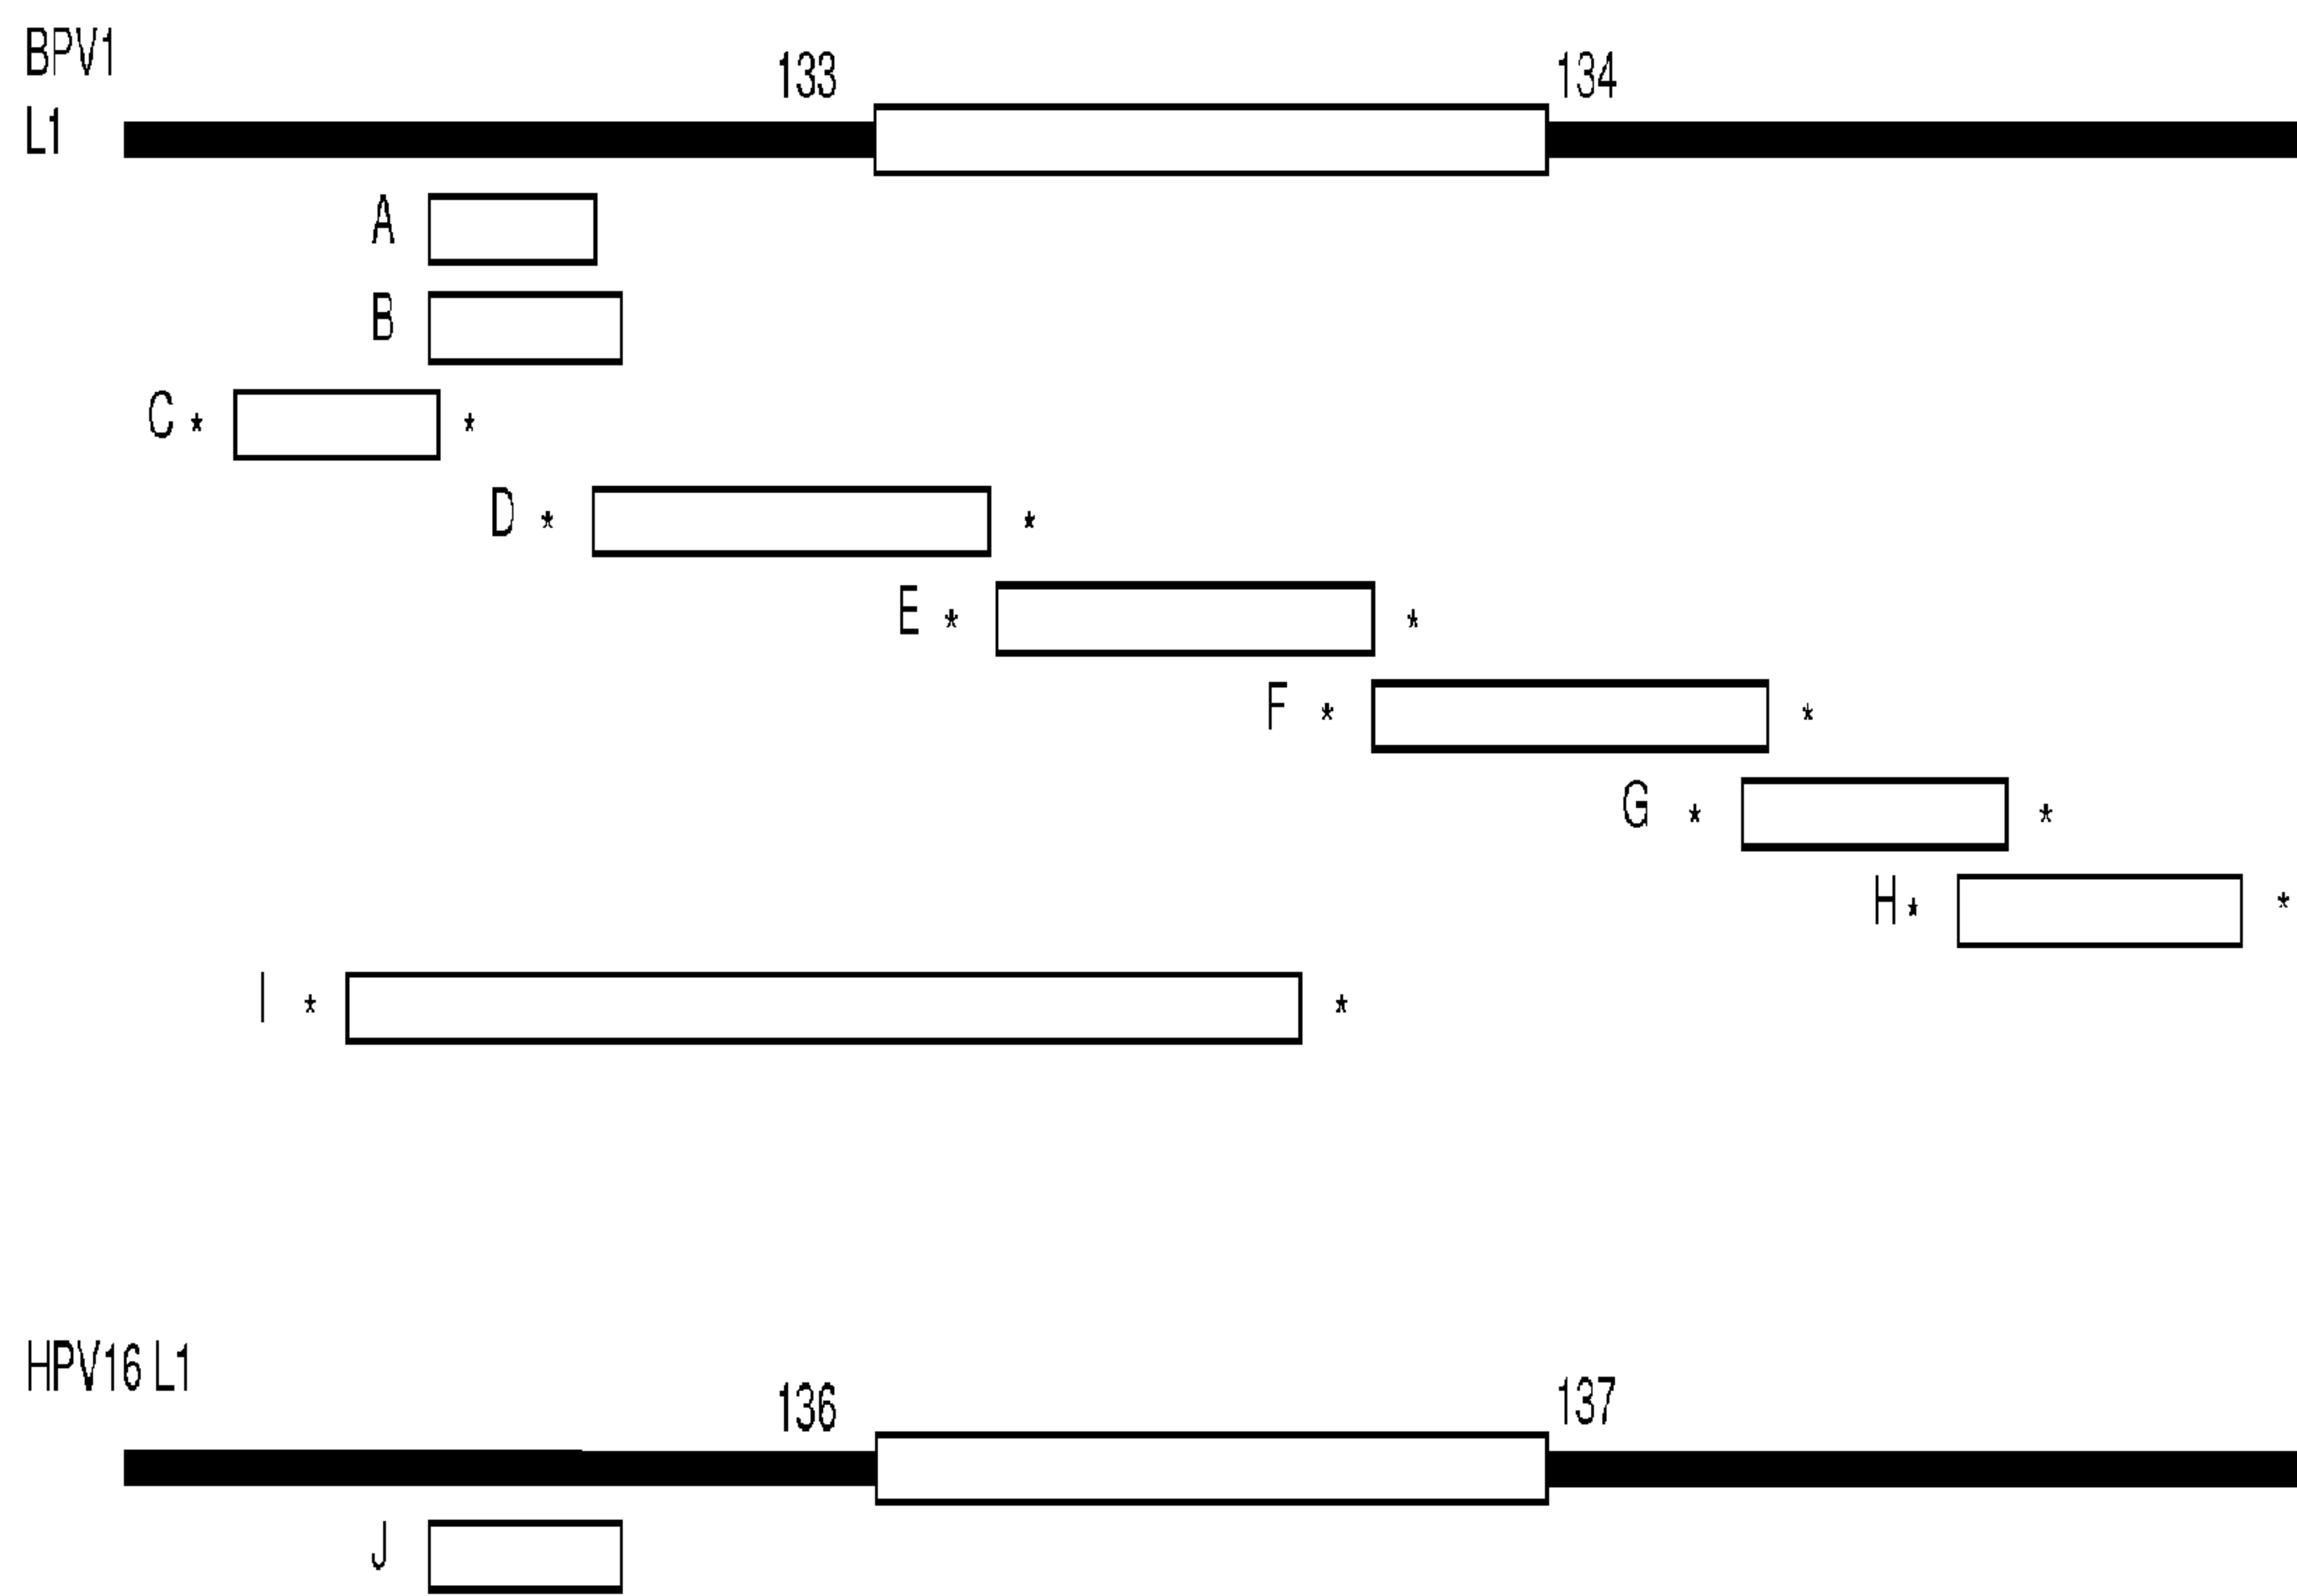 BPV1
133 134
L1
A
B
C * *
D * *
E * *
F * *
G * *
H * *
I * *
HPV16 L1
136 137
J